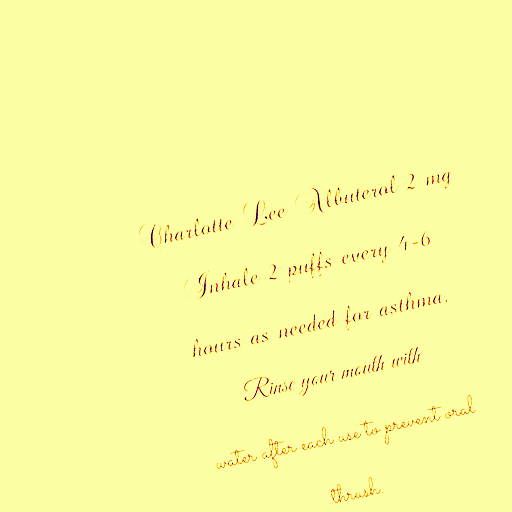 Charlotte Lee Albuterol 2 mg
Inhale 2 puffs every 4-6
hours as needed for asthma.
Rinse your mouth with
water after each use to prevent oral
thrush.